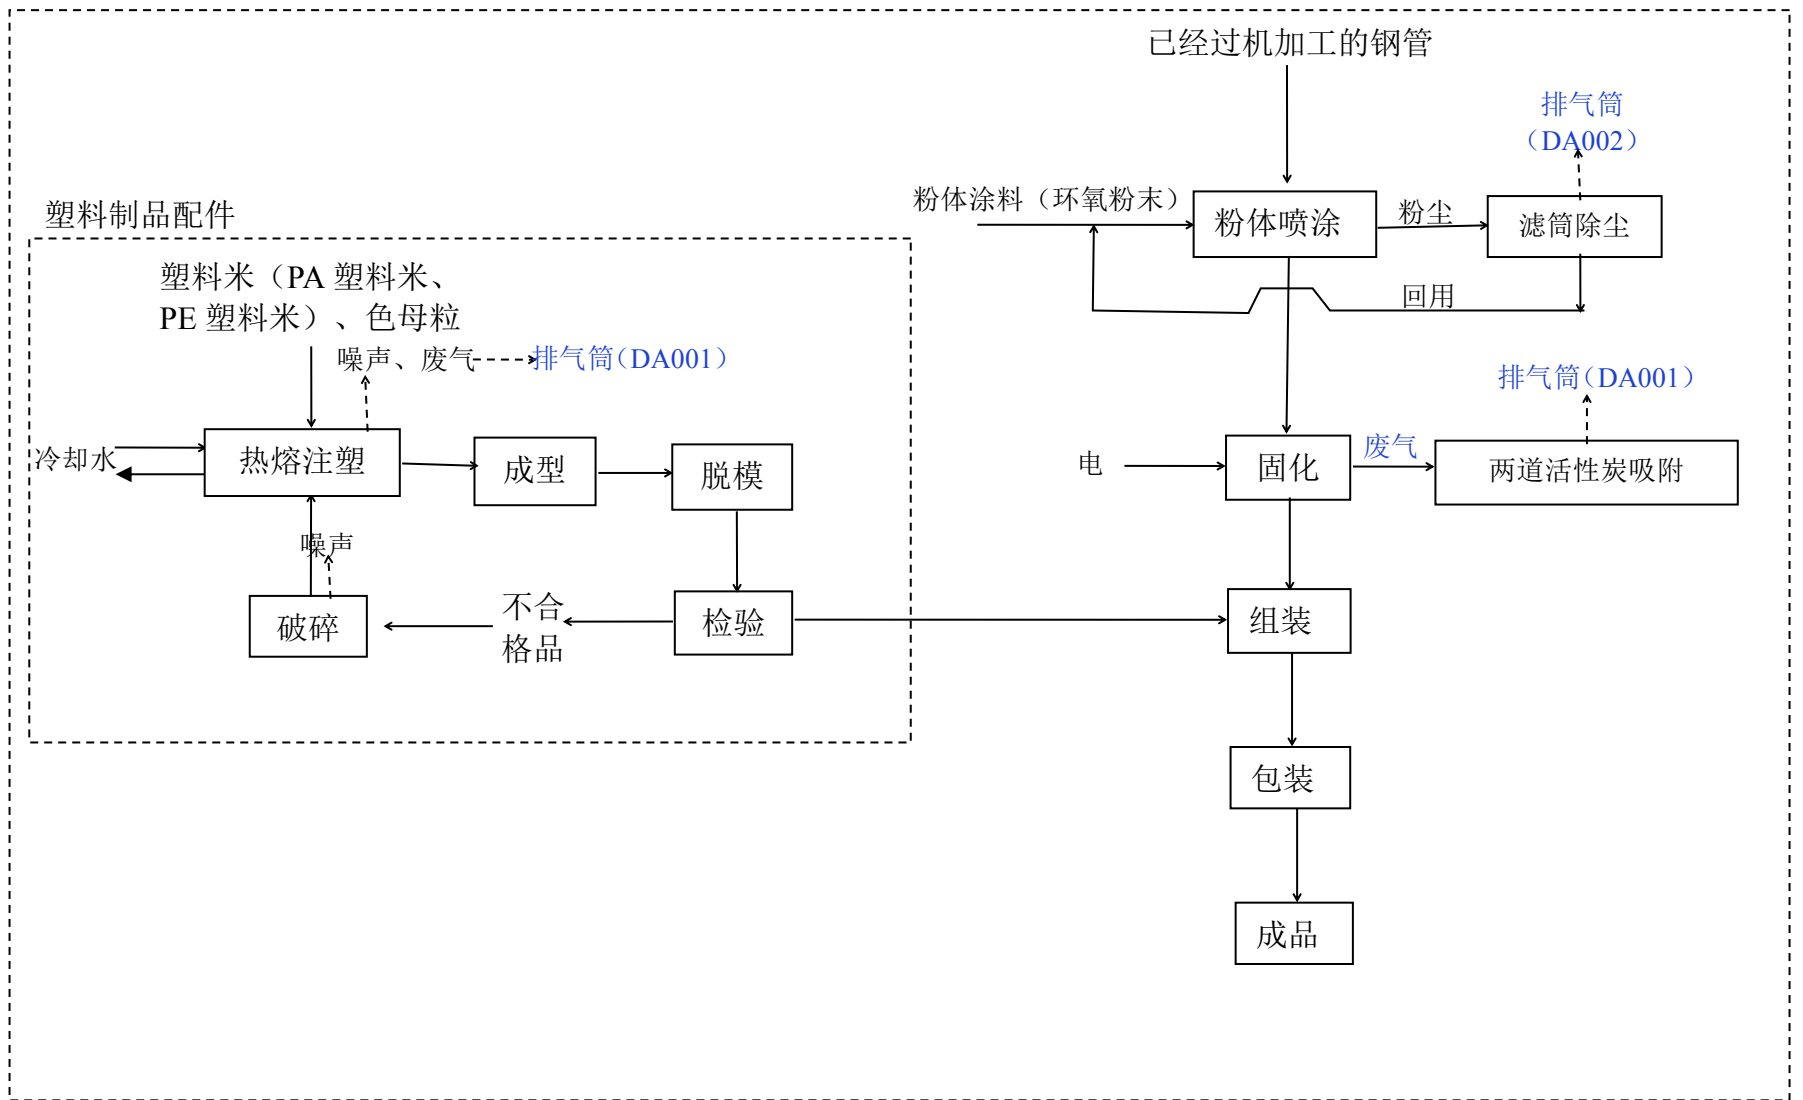 已经过机加工的钢管
排气筒
（DA002）
粉体涂料（环氧粉末）
粉体喷涂
粉尘
滤筒除尘
回用
塑料制品配件
塑料米（PA 塑料米、
PE 塑料米）、色母粒
噪声、废气
排气筒（DA001）
排气筒（DA001）
冷却水
热熔注塑
成型
脱模
电
固化
废气
两道活性炭吸附
噪声
破碎
不合
格品
检验
组装
包装
成品